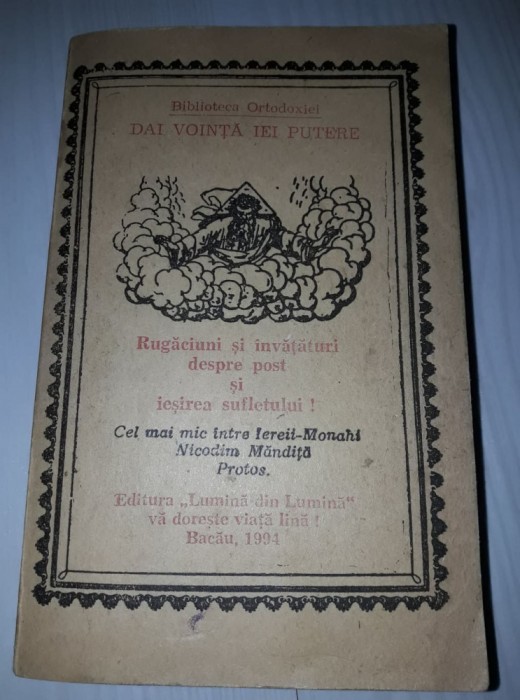 Biblioteca Ortodoxiei
DAI VOINȚĂ IEI PUTERE
Rugăciuni și învățături
despre post
și
ieșirea sufletului !
Cel mai mic între Iereii-Monahi
Nicodim Măndiță
Protos.
Editura „Lumină din Lumină“
vă dorește viață lină !
Bacău, 1994